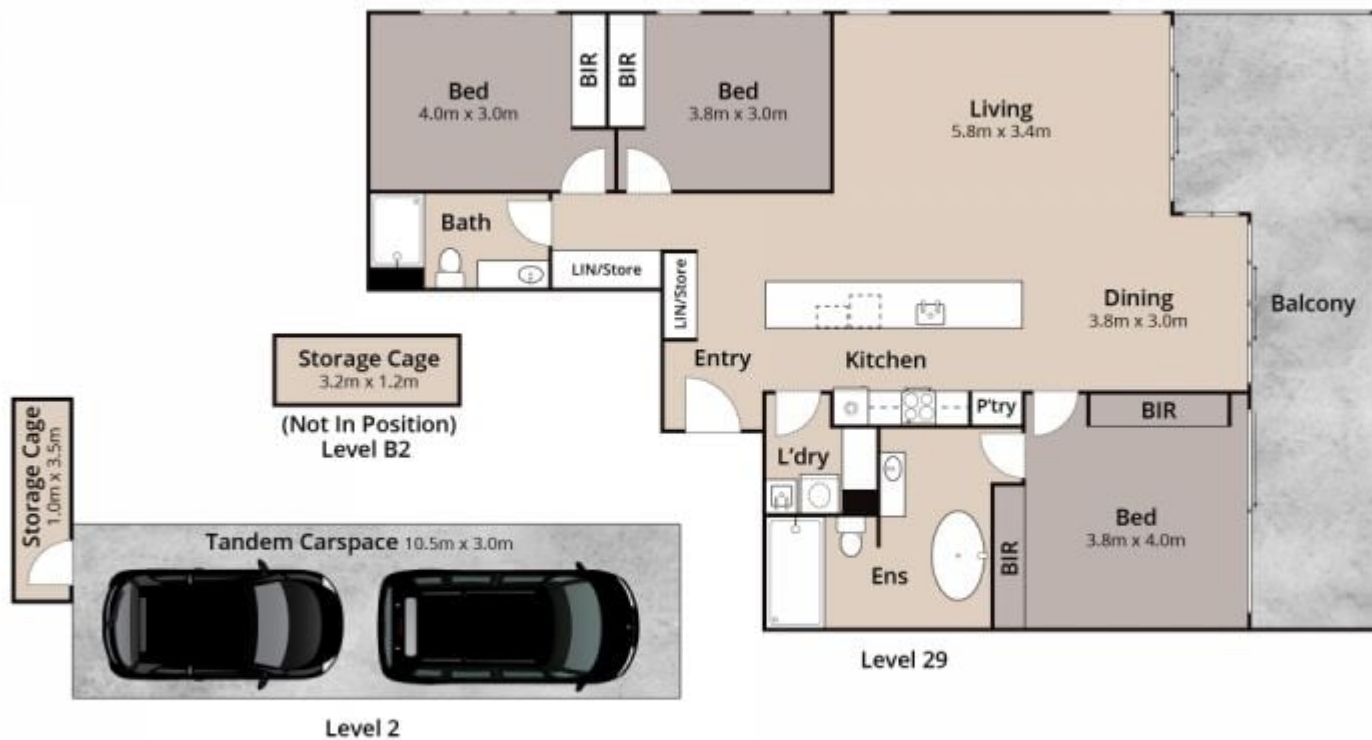 Bed
4.0m x 3.0m
BIR
BIR
Bed
3.8m x 3.0m
Living
5.8m x 3.4m
Bath
LIN/Store
LIN/Store
Dining
3.8m x 3.0m
Balcony
Entry
Kitchen
P'try
BIR
L'dry
Ens
BIR
Bed
3.8m x 4.0m
Level 29
Storage Cage
3.2m x 1.2m
(Not In Position)
Level B2
Storage Cage
1.0m x 3.5m
Tandem Carspace 10.5m x 3.0m
Level 2